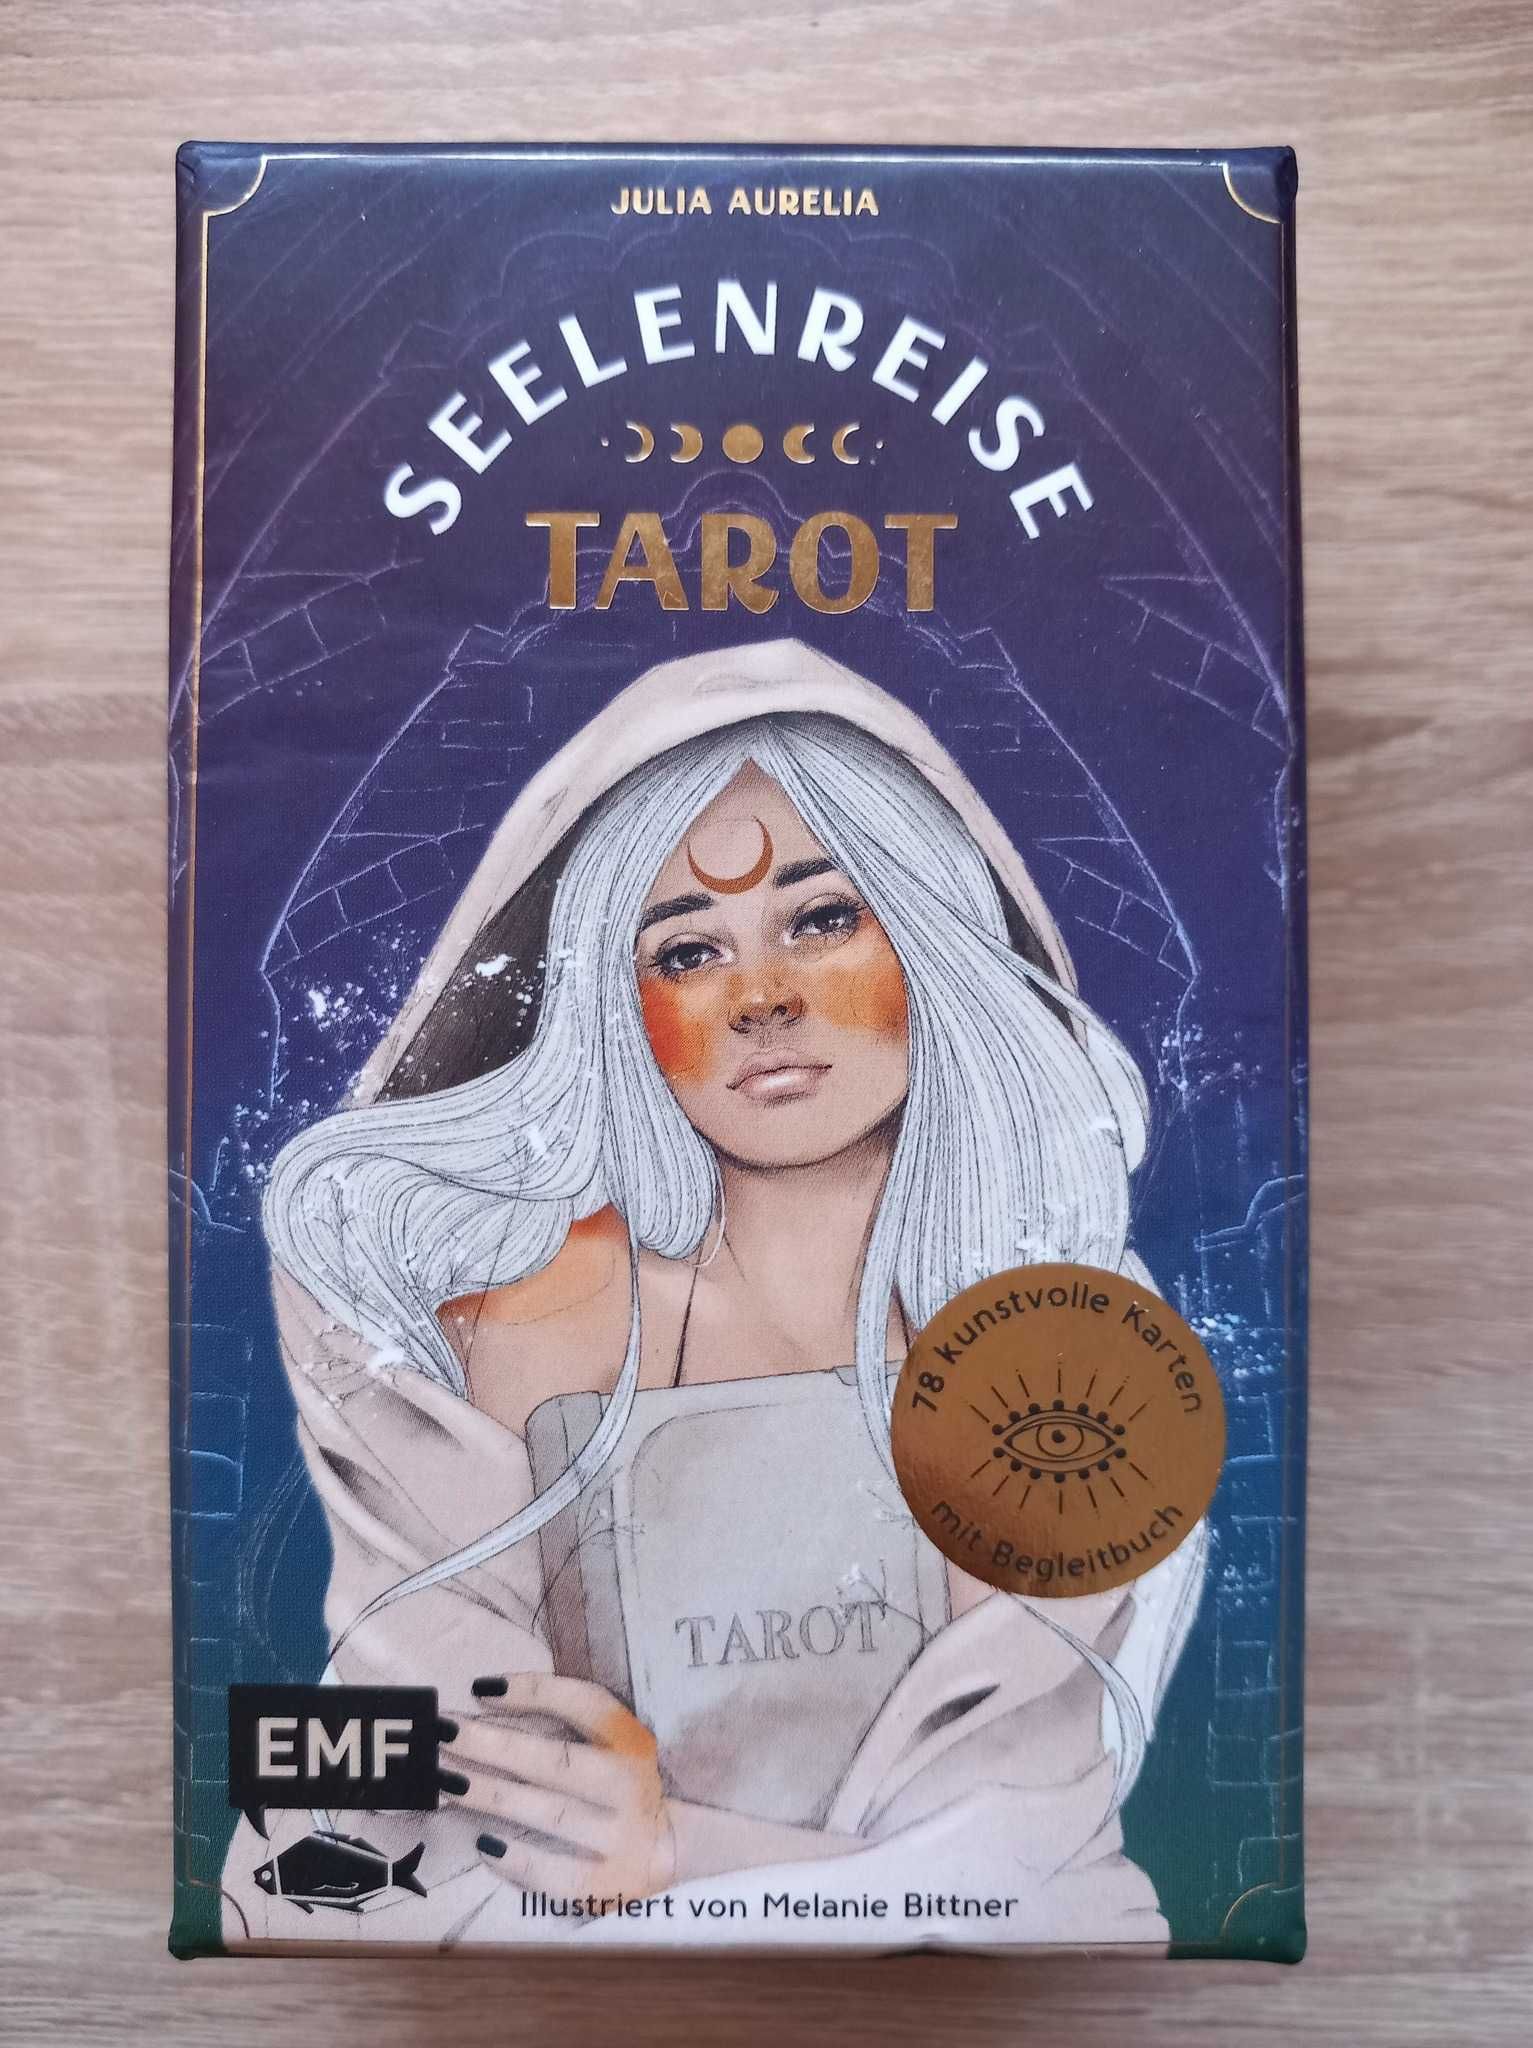 JULIA AURELIA
SEELENREISE
TAROT
78 kunstvolle Karten
mit Begleitbuch
TAROT
EMF
Illustriert von Melanie Bittner